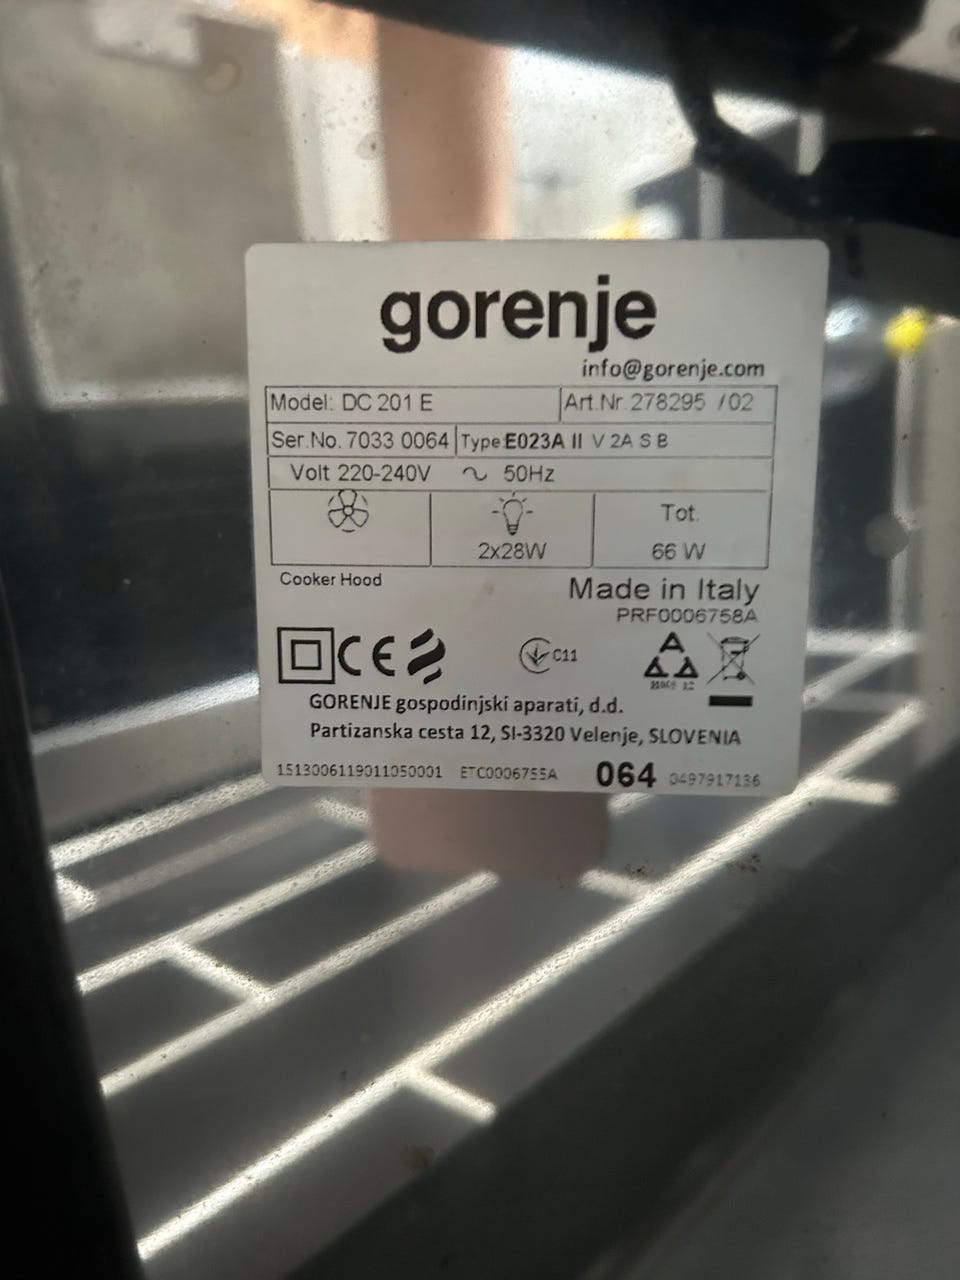 gorenje
info@gorenje.com
Model: DC 201 E Art.Nr. 278295 /02
Ser.No. 7033 0064 Type E023A II V 2A S B
Volt 220-240V ~ 50Hz
Tot.
2x28W 66 W
Cooker Hood Made in Italy
PRF0006758A
CE C11
GORENJE gospodinjski aparati, d.d.
Partizanska cesta 12, SI-3320 Velenje, SLOVENIA
1513006119011050001 ETC0006755A 064 0497917136